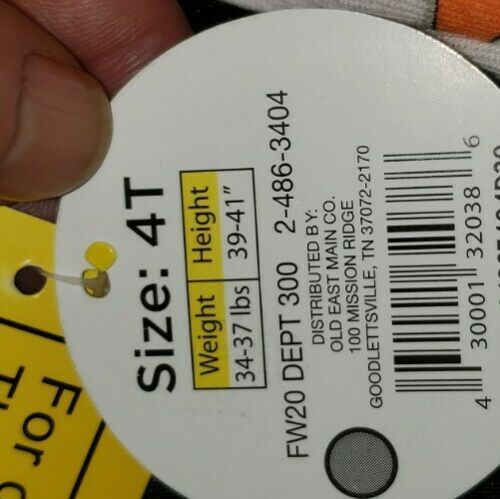 Size: 4T
Weight Height
34-37 lbs 39-41"
FW20 DEPT 300 2-486-3404
DISTRIBUTED BY:
OLD EAST MAIN CO.
100 MISSION RIDGE
GOODLETTSVILLE, TN 37072-2170
4 30001 32038 6
For